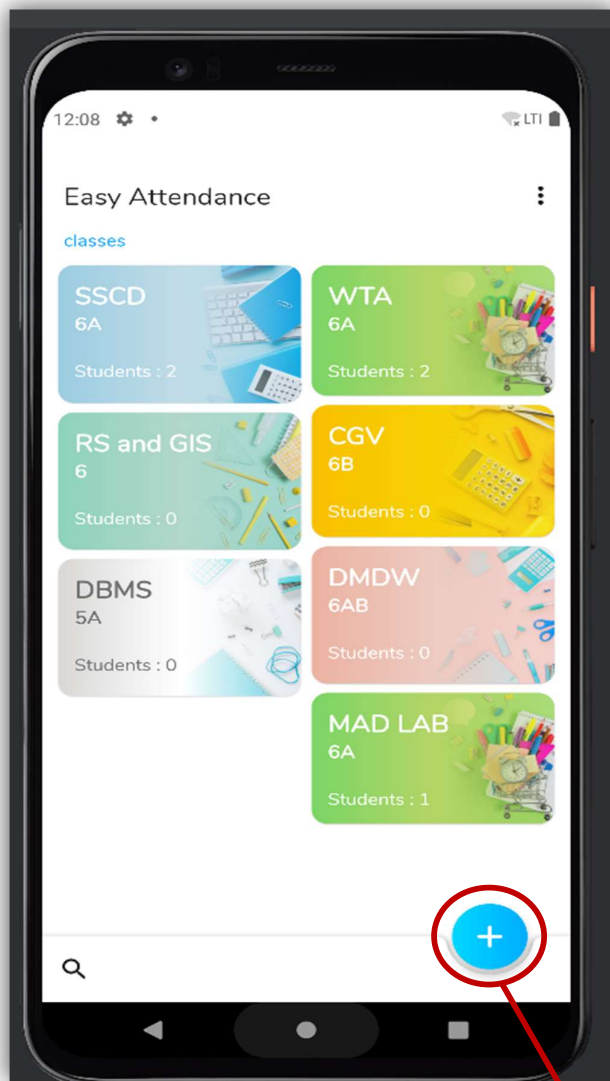 12:08
LTI
Easy Attendance
classes
SSCD
6A
Students : 2
WTA
6A
Students : 2
RS and GIS
6
Students : 0
CGV
6B
Students : 0
DBMS
5A
Students : 0
DMDW
6AB
Students : 0
MAD LAB
6A
Students : 1
+